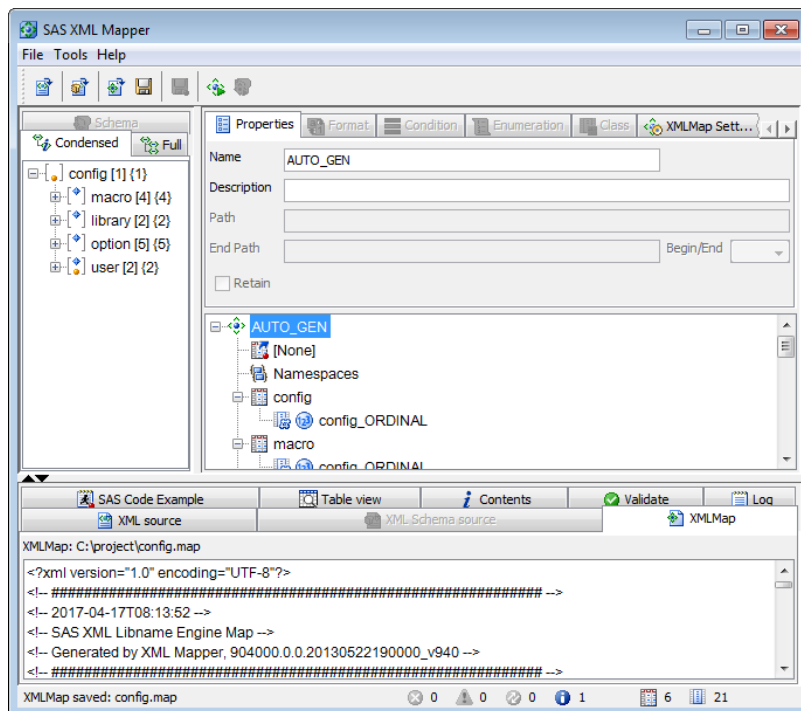 SAS XML Mapper
File Tools Help
Schema
Condensed Full
config [1] {1}
macro [4] {4}
library [2] {2}
option [5] {5}
user [2] {2}
Properties Format Condition Enumeration Class XMLMap Sett...
Name AUTO_GEN
Description
Path
End Path Begin/End
Retain
AUTO_GEN
[None]
Namespaces
config
123 config_ORDINAL
macro
123 config_ORDINAL
SAS Code Example Table view Contents Validate Log
XML source XML Schema source XMLMap
XMLMap: C:\project\config.map
<?xml version="1.0" encoding="UTF-8"?>
<!-- ############################################################ -->
<!-- 2017-04-17T08:13:52 -->
<!-- SAS XML Libname Engine Map -->
<!-- Generated by XML Mapper, 904000.0.0.20130522190000_v940 -->
<!-- ############################################################ -->
XMLMap saved: config.map 0 0 0 1 6 21